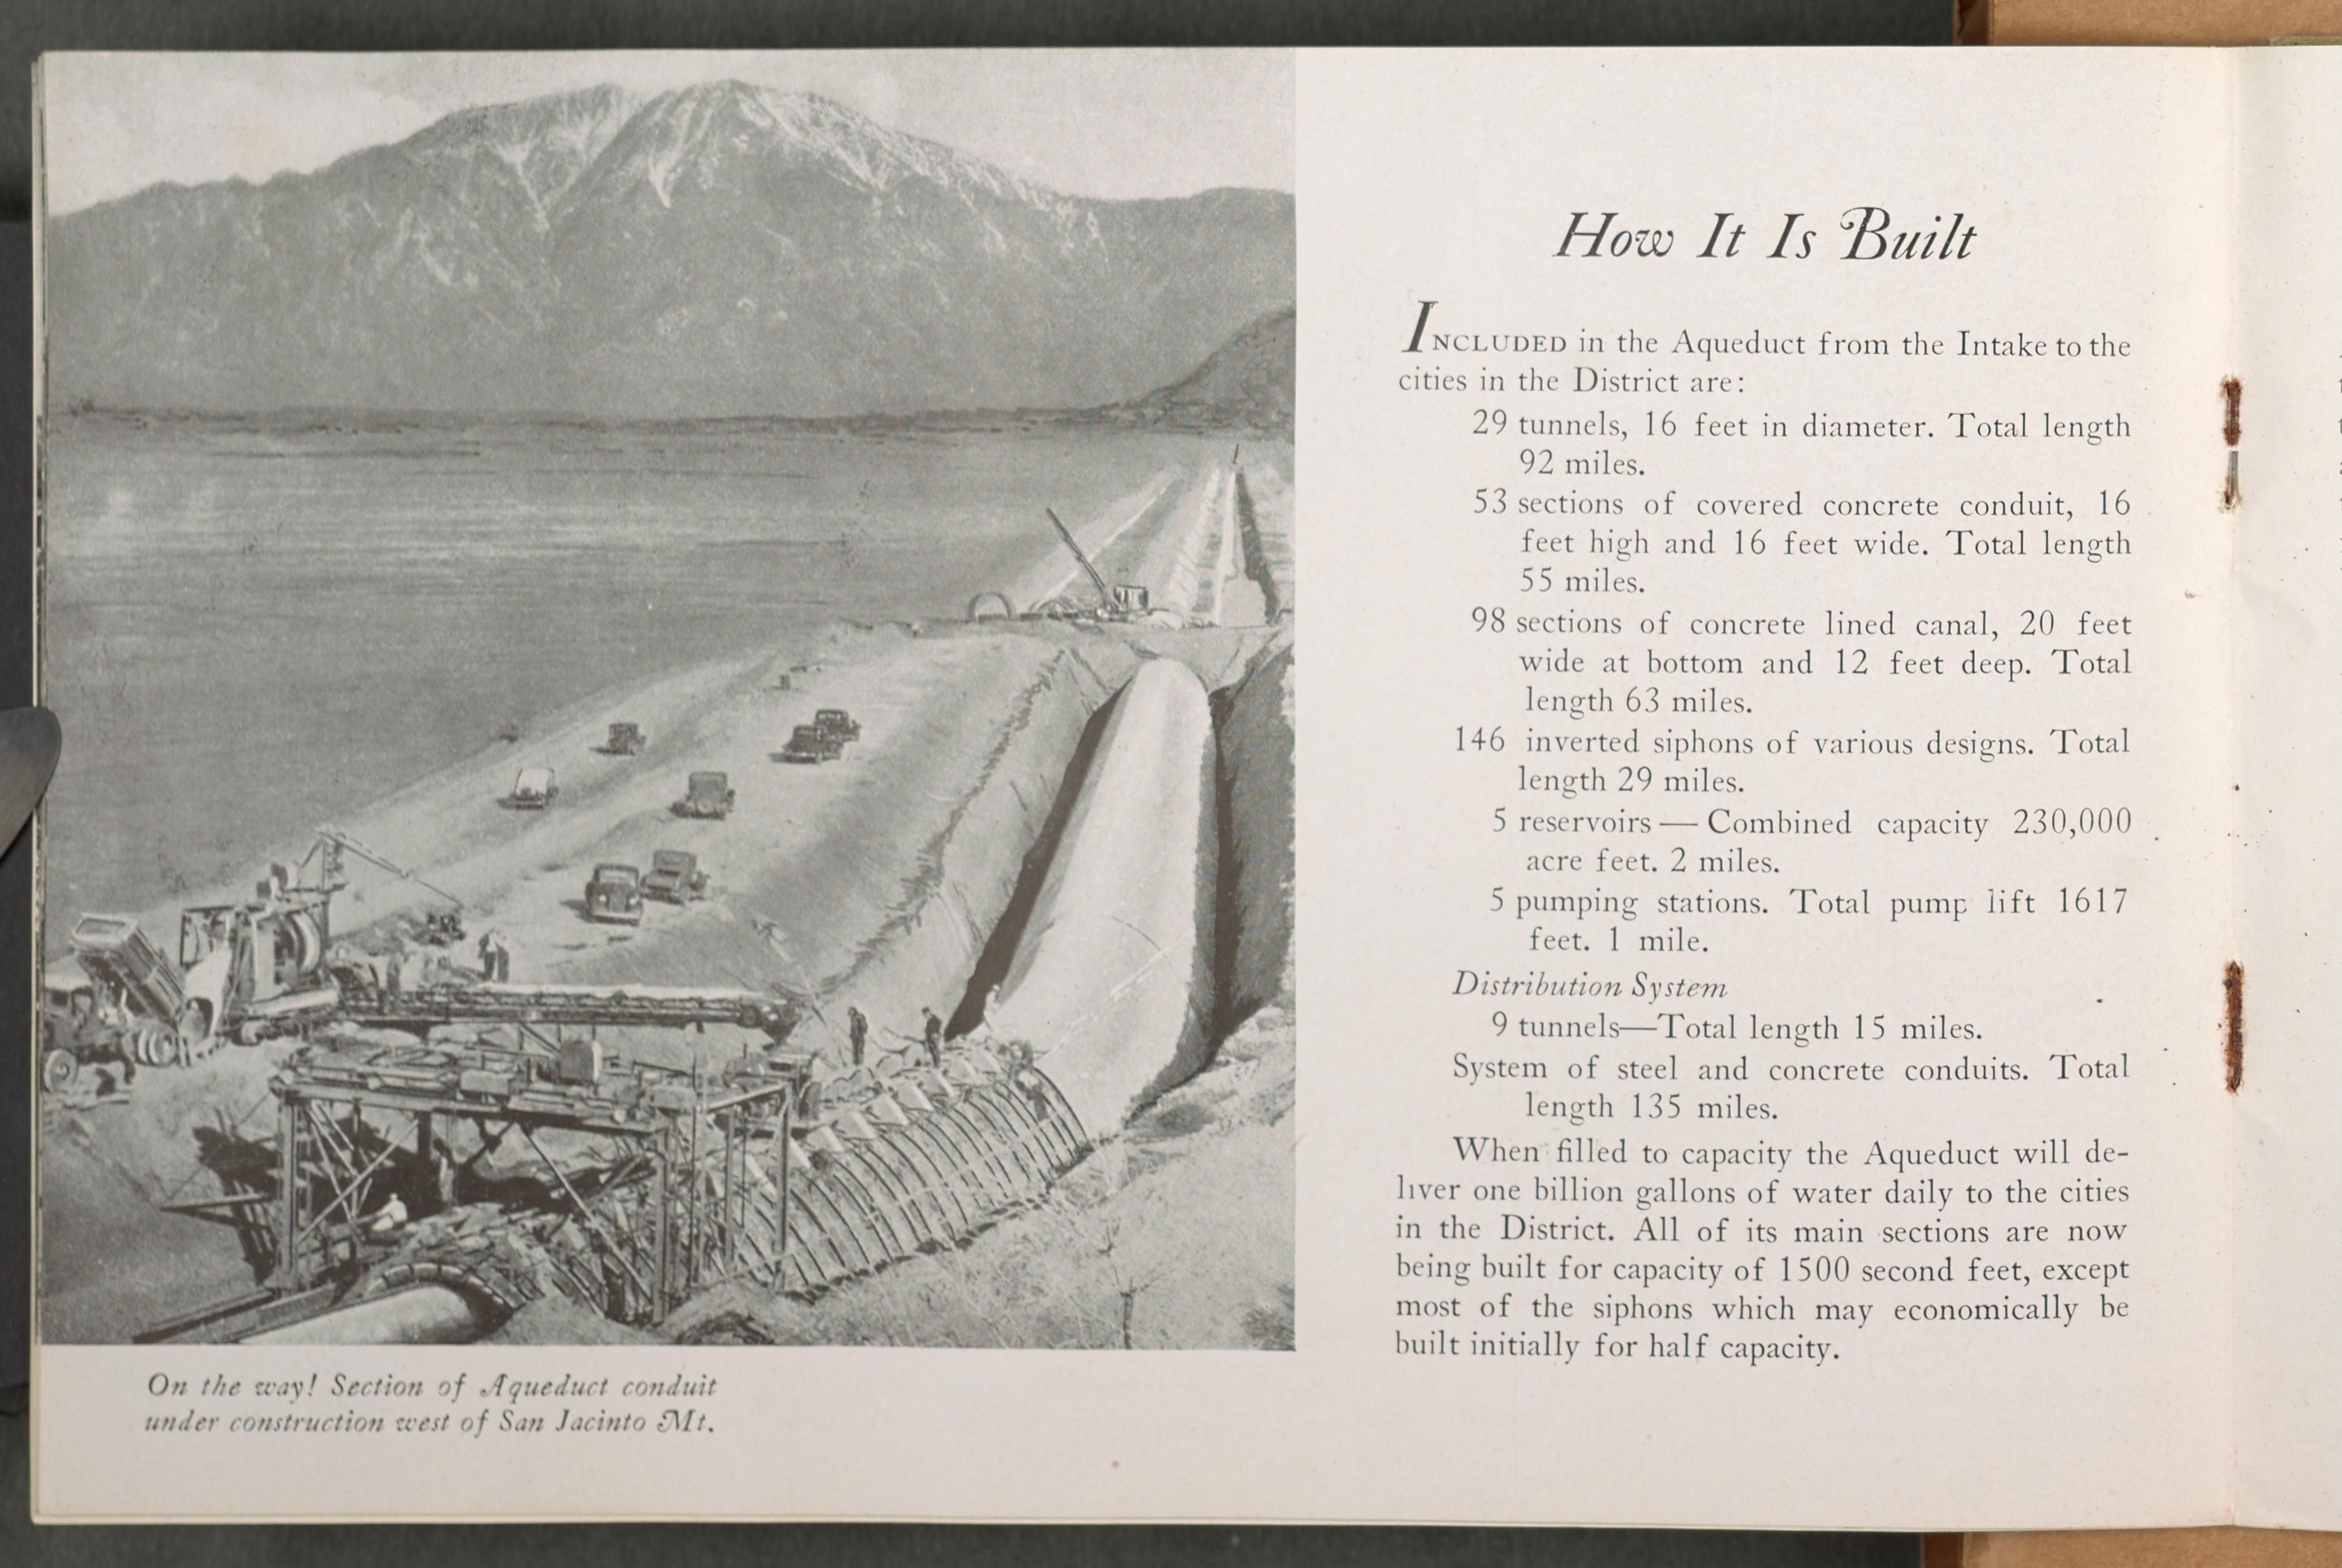 On the way! Section of Aqueduct conduit
under construction west of San Jacinto Mt.
How It Is Built
INCLUDED in the Aqueduct from the Intake to the
cities in the District are:
29 tunnels, 16 feet in diameter. Total length
92 miles.
53 sections of covered concrete conduit, 16
feet high and 16 feet wide. Total length
55 miles.
98 sections of concrete lined canal, 20 feet
wide at bottom and 12 feet deep. Total
length 63 miles.
146 inverted siphons of various designs. Total
length 29 miles.
5 reservoirs — Combined capacity 230,000
acre feet. 2 miles.
5 pumping stations. Total pump lift 1617
feet. 1 mile.
Distribution System
9 tunnels—Total length 15 miles.
System of steel and concrete conduits. Total
length 135 miles.
When filled to capacity the Aqueduct will de-
liver one billion gallons of water daily to the cities
in the District. All of its main sections are now
being built for capacity of 1500 second feet, except
most of the siphons which may economically be
built initially for half capacity.